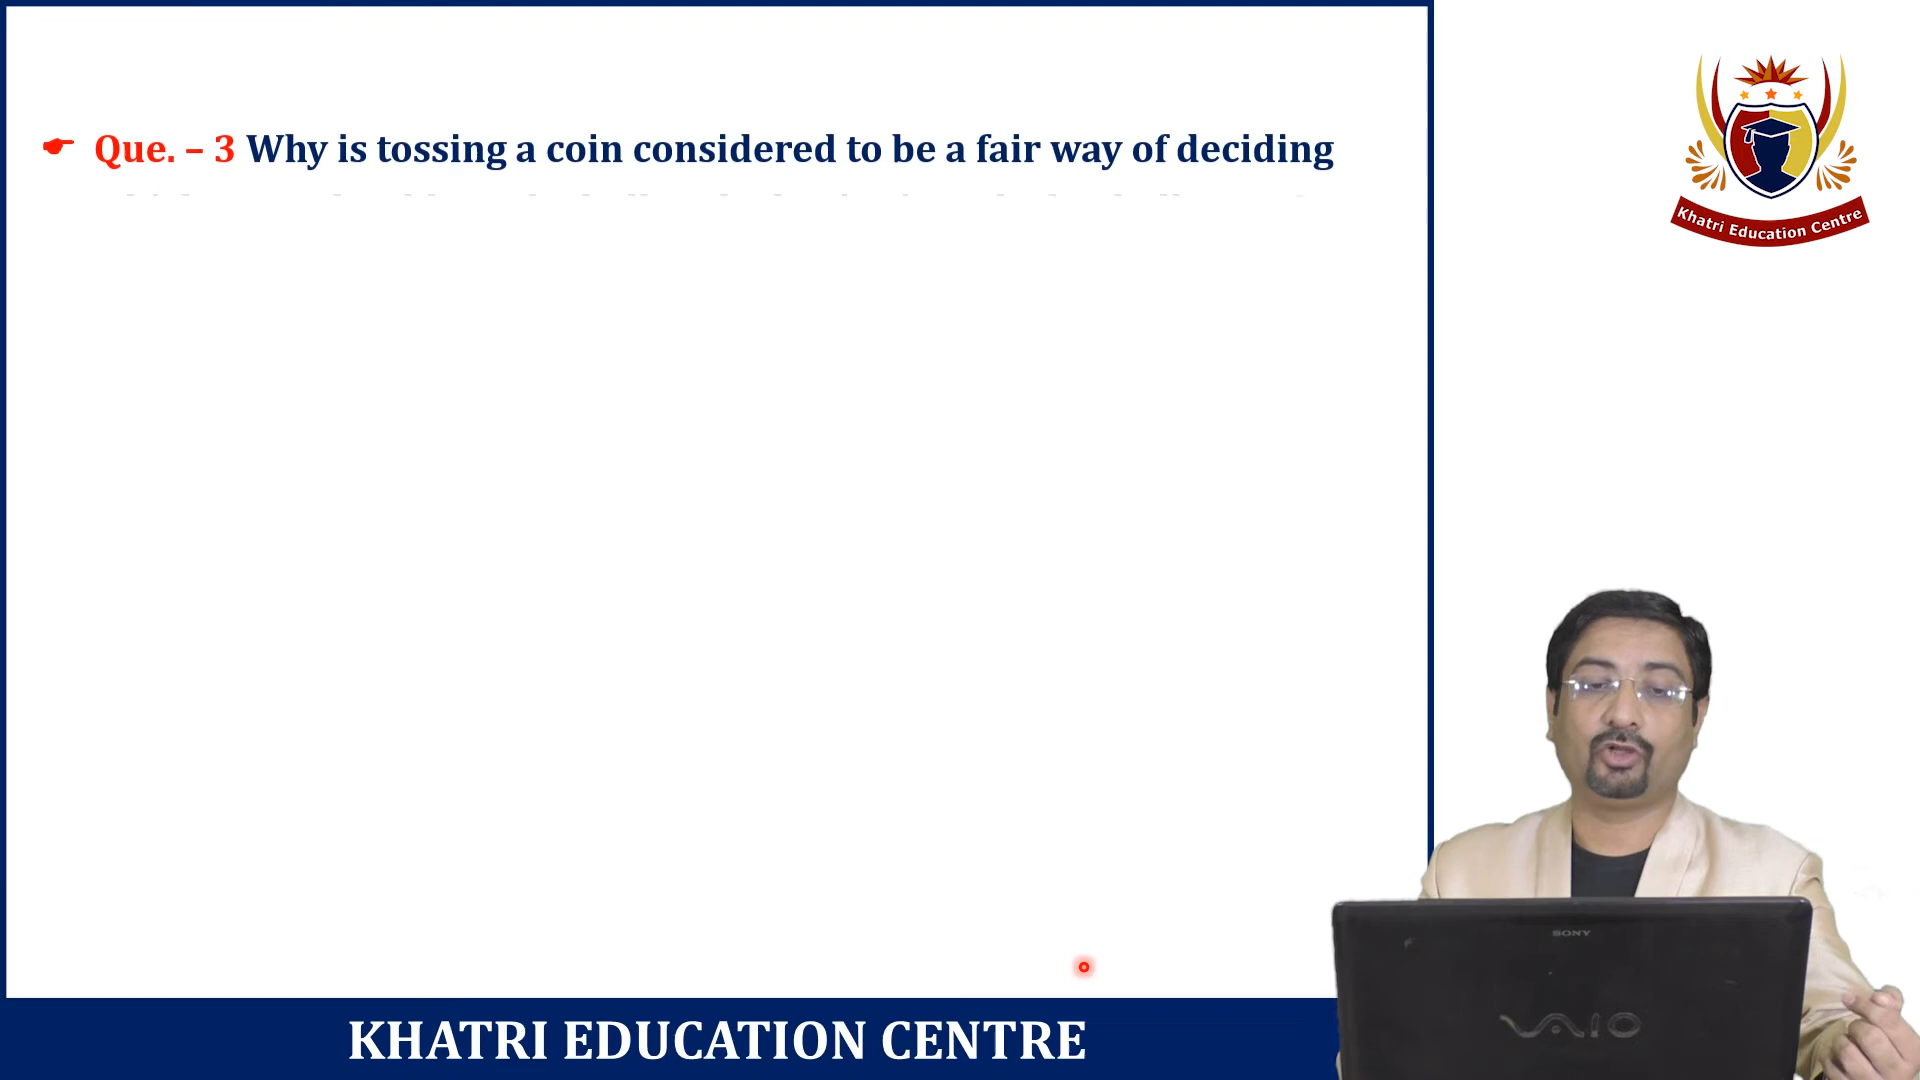 Que. – 3 Why is tossing a coin considered to be a fair way of deciding
Khatri Education Centre
SONY
VAIO
KHATRI EDUCATION CENTRE